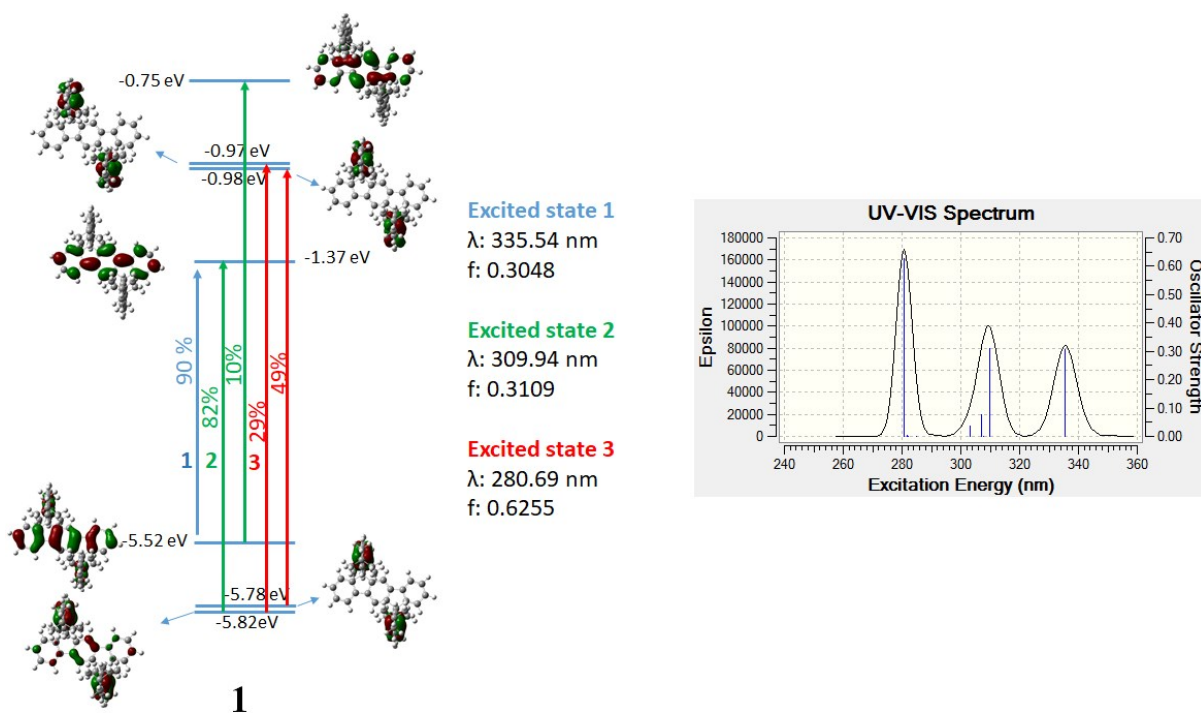 -0.75 eV
-0.97 eV
-0.98eV
-1.37 eV
90 %
82%
10%
29%
49%
1
2
3
-5.52 eV
-5.78eV
-5.82eV
1
Excited state 1
λ: 335.54 nm
f: 0.3048
Excited state 2
λ: 309.94 nm
f: 0.3109
Excited state 3
λ: 280.69 nm
f: 0.6255
UV-VIS Spectrum
Epsilon
180000
160000
140000
120000
100000
80000
60000
40000
20000
0
0.70
0.60
0.50
0.40
0.30
0.20
0.10
0.00
Oscillator Strength
240 260 280 300 320 340 360
Excitation Energy (nm)